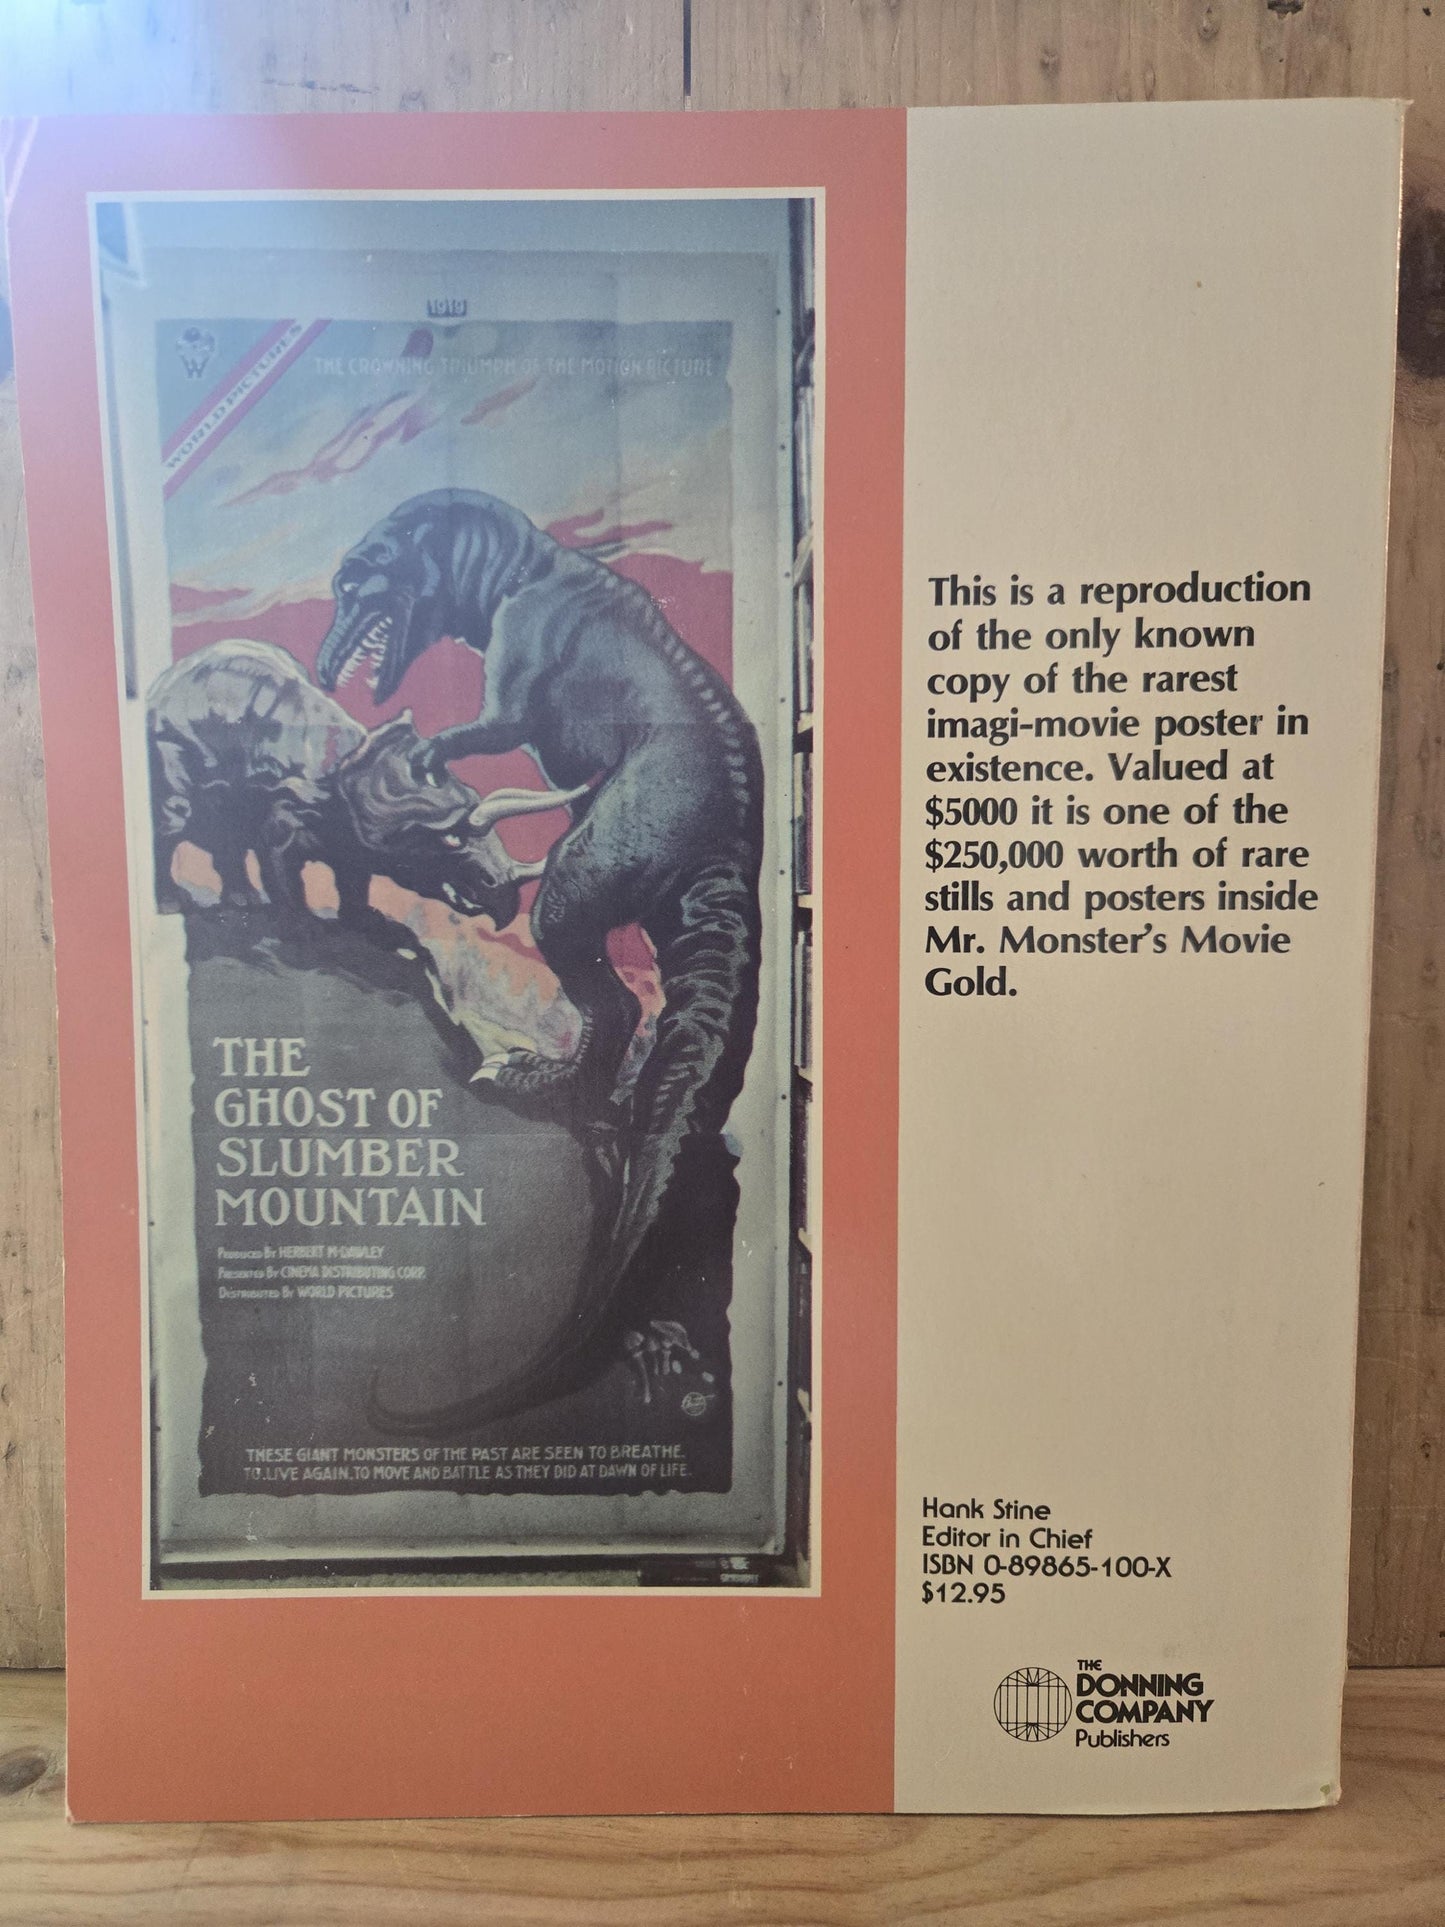 1919
W
WORLD PICTURES
THE CROWNING TRIUMPH OF THE MOTION PICTURE
THE
GHOST OF
SLUMBER
MOUNTAIN
PRODUCED BY HERBERT M. DAWLEY
PRESENTED BY CINEMA DISTRIBUTING CORP.
DISTRIBUTED BY WORLD PICTURES
THESE GIANT MONSTERS OF THE PAST ARE SEEN TO BREATHE.
TO LIVE AGAIN, TO MOVE AND BATTLE AS THEY DID AT DAWN OF LIFE.
This is a reproduction
of the only known
copy of the rarest
imagi-movie poster in
existence. Valued at
$5000 it is one of the
$250,000 worth of rare
stills and posters inside
Mr. Monster's Movie
Gold.
Hank Stine
Editor in Chief
ISBN 0-89865-100-X
$12.95
THE
DONNING
COMPANY
Publishers